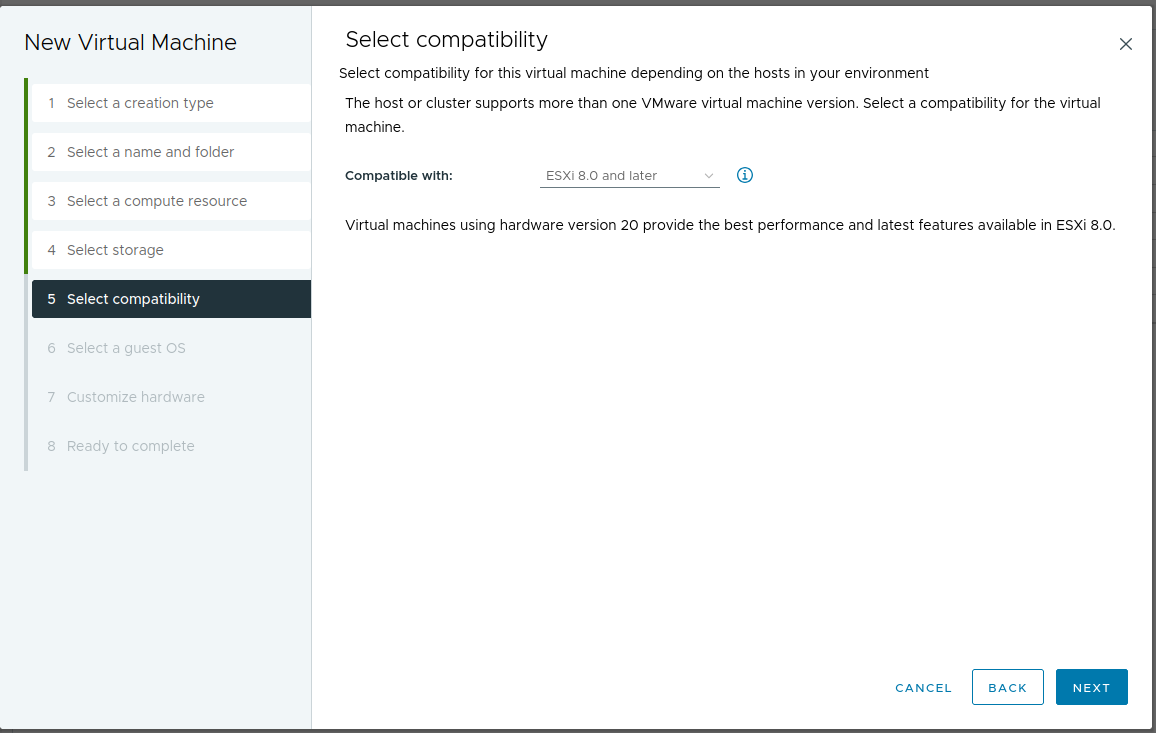 New Virtual Machine
1 Select a creation type
2 Select a name and folder
3 Select a compute resource
4 Select storage
5 Select compatibility
6 Select a guest OS
7 Customize hardware
8 Ready to complete
Select compatibility
Select compatibility for this virtual machine depending on the hosts in your environment
The host or cluster supports more than one VMware virtual machine version. Select a compatibility for the virtual
machine.
Compatible with: ESXi 8.0 and later
Virtual machines using hardware version 20 provide the best performance and latest features available in ESXi 8.0.
CANCEL BACK NEXT